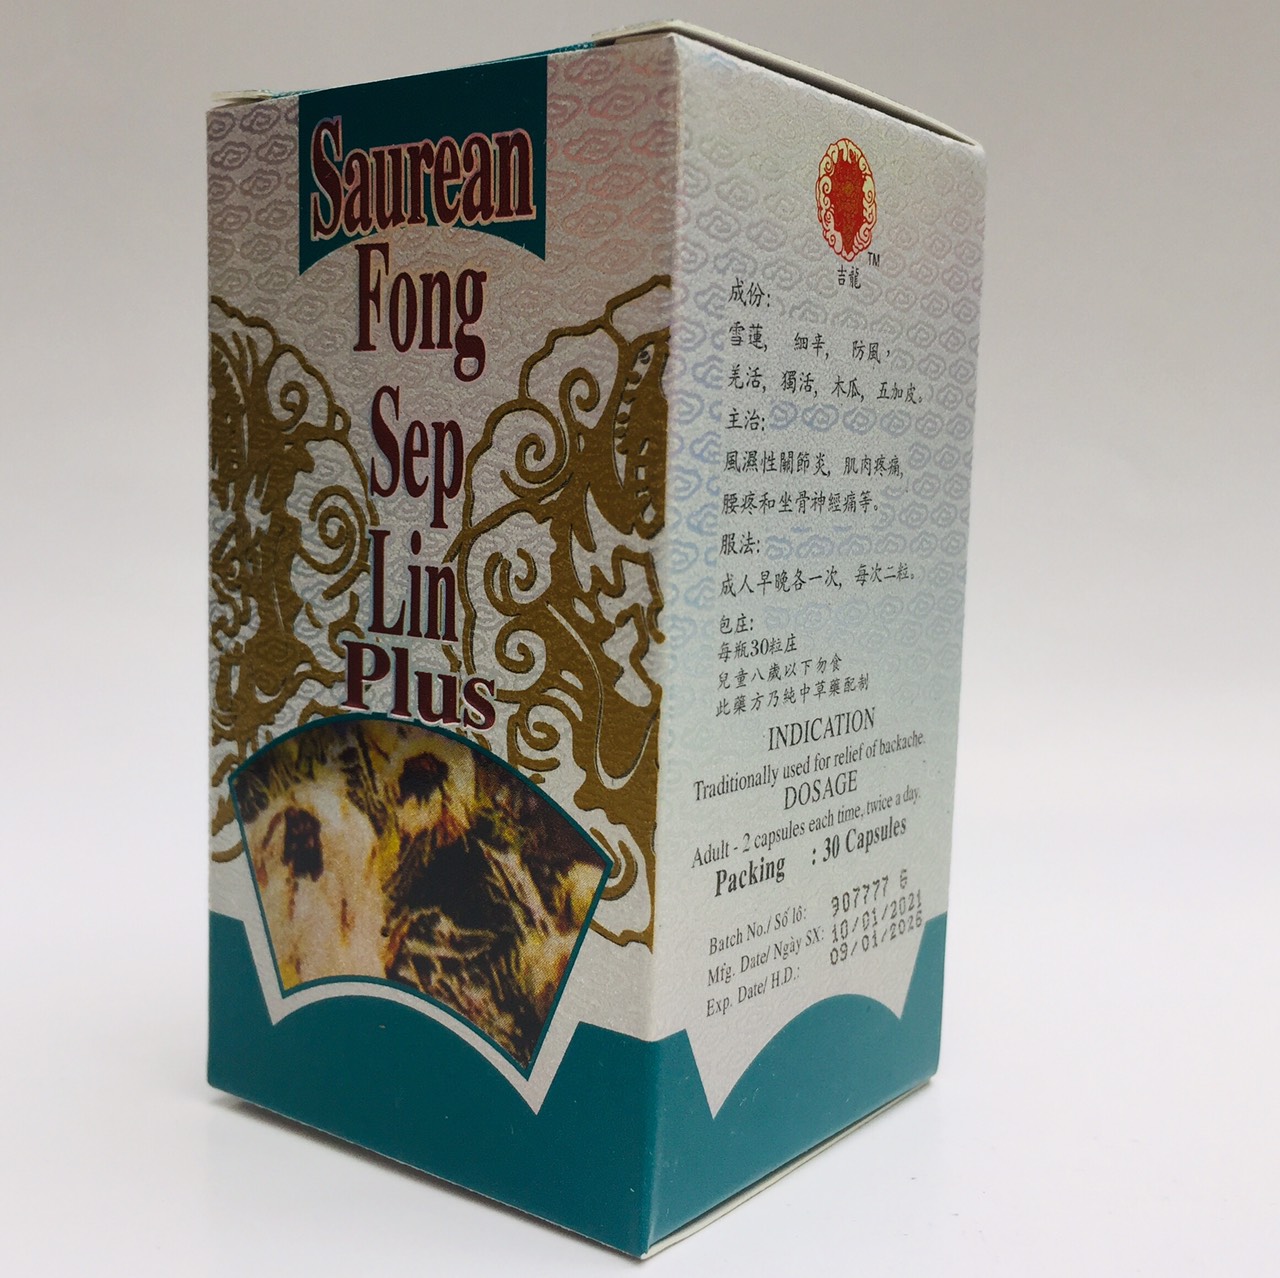 Saurean
Fong
Sep
Lin
Plus
TM
吉龍
成份:
雪蓮, 細辛, 防風,
羌活, 獨活, 木瓜, 五加皮。
主治:
風濕性關節炎, 肌肉疼痛,
腰疼和坐骨神經痛等。
服法:
成人早晚各一次, 每次二粒。
包庄:
每瓶30粒庄
兒童八歲以下勿食
此藥方乃純中草藥配制
INDICATION
Traditionally used for relief of backache.
DOSAGE
Adult - 2 capsules each time, twice a day.
Packing : 30 Capsules
Batch No./ Số lô: 907777 6
Mfg. Date/ Ngày SX: 10/01/2021
Exp. Date/ H.D.: 09/01/2026